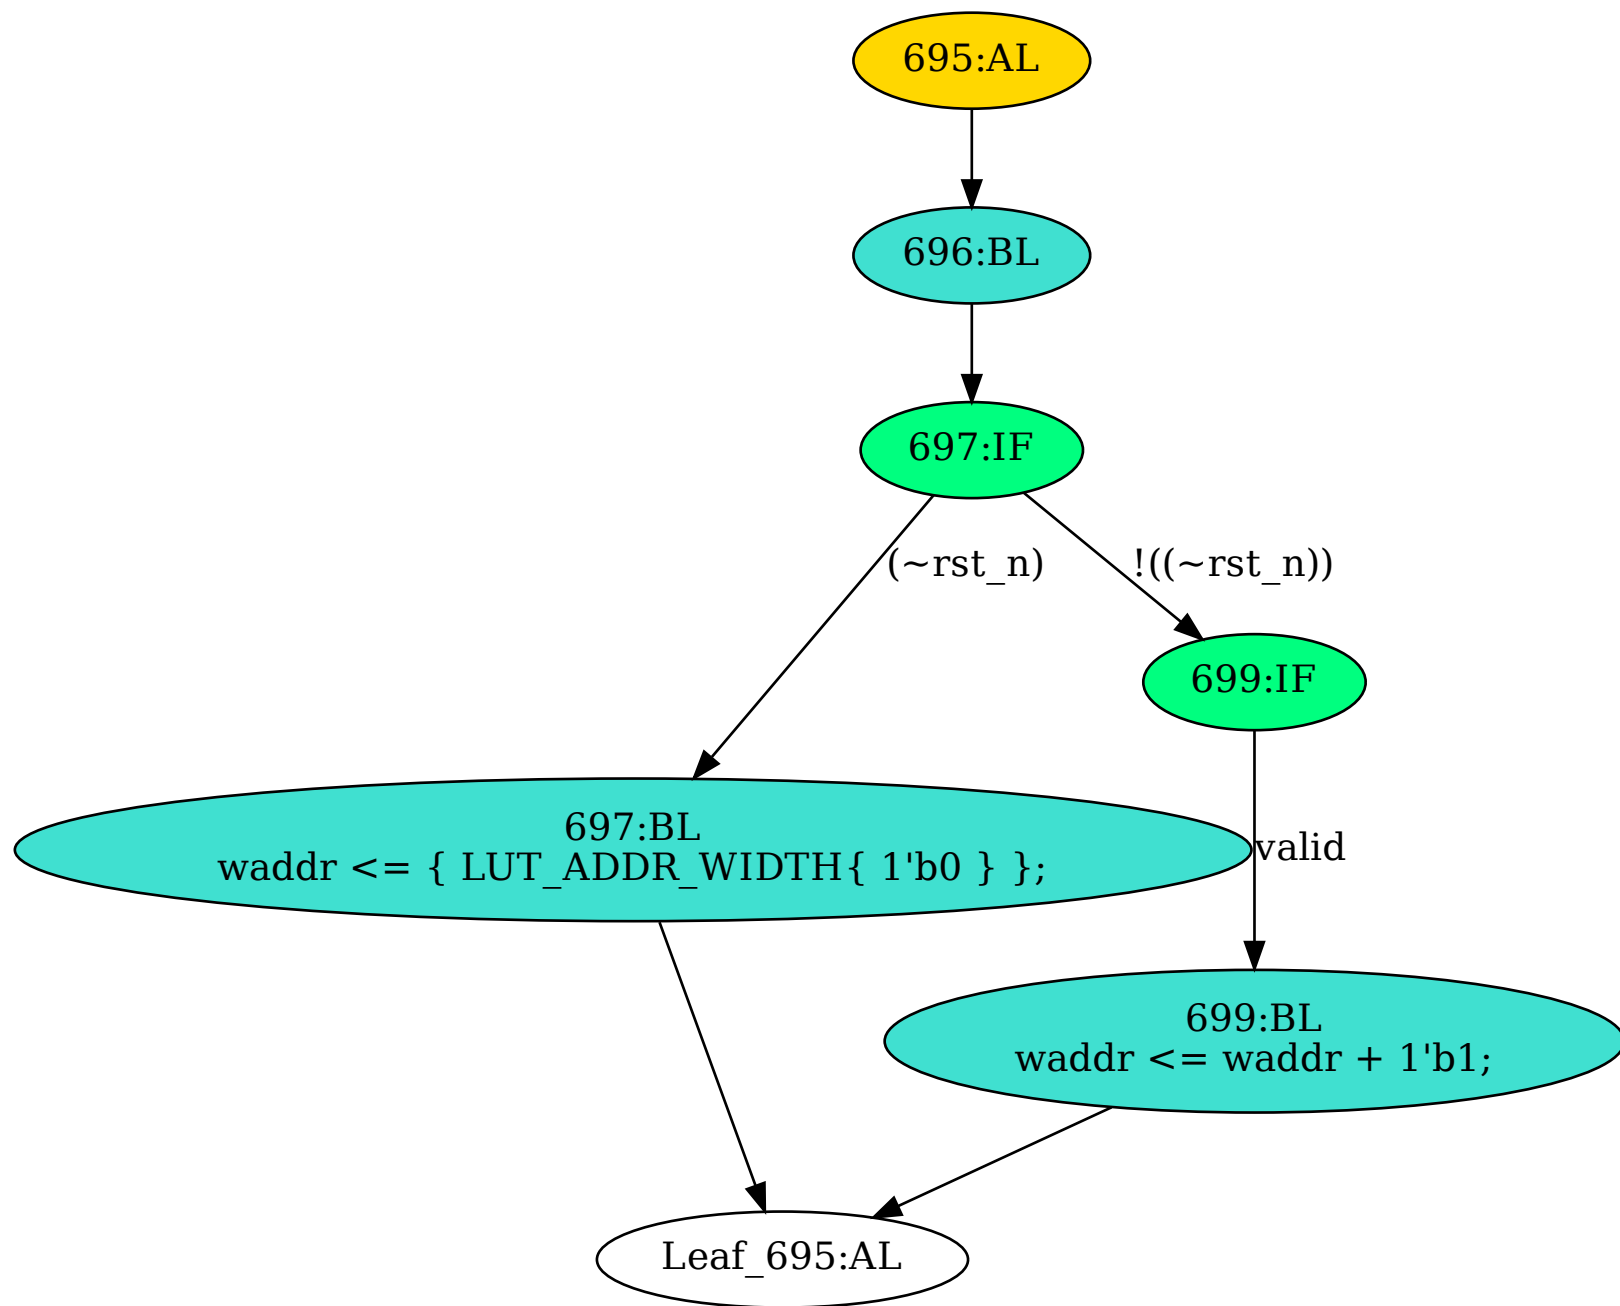 695:AL
696:BL
697:IF
(~rst_n)
!((~rst_n))
699:IF
697:BL
waddr <= { LUT_ADDR_WIDTH{ 1'b0 } };
valid
699:BL
waddr <= waddr + 1'b1;
Leaf_695:AL